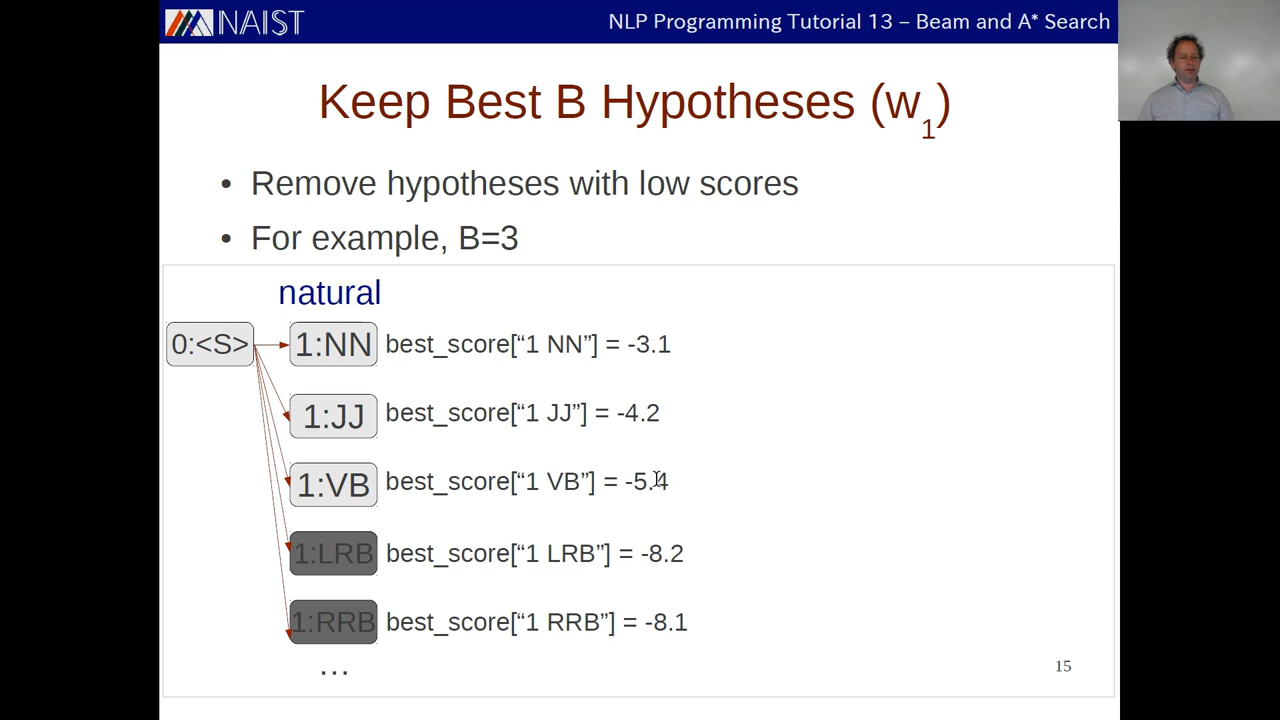 NAIST
NLP Programming Tutorial 13 – Beam and A* Search
Keep Best B Hypotheses (w1)
• Remove hypotheses with low scores
• For example, B=3
natural
0:<S>
1:NN best_score[“1 NN”] = -3.1
1:JJ best_score[“1 JJ”] = -4.2
1:VB best_score[“1 VB”] = -5.4
1:LRB best_score[“1 LRB”] = -8.2
1:RRB best_score[“1 RRB”] = -8.1
…
15